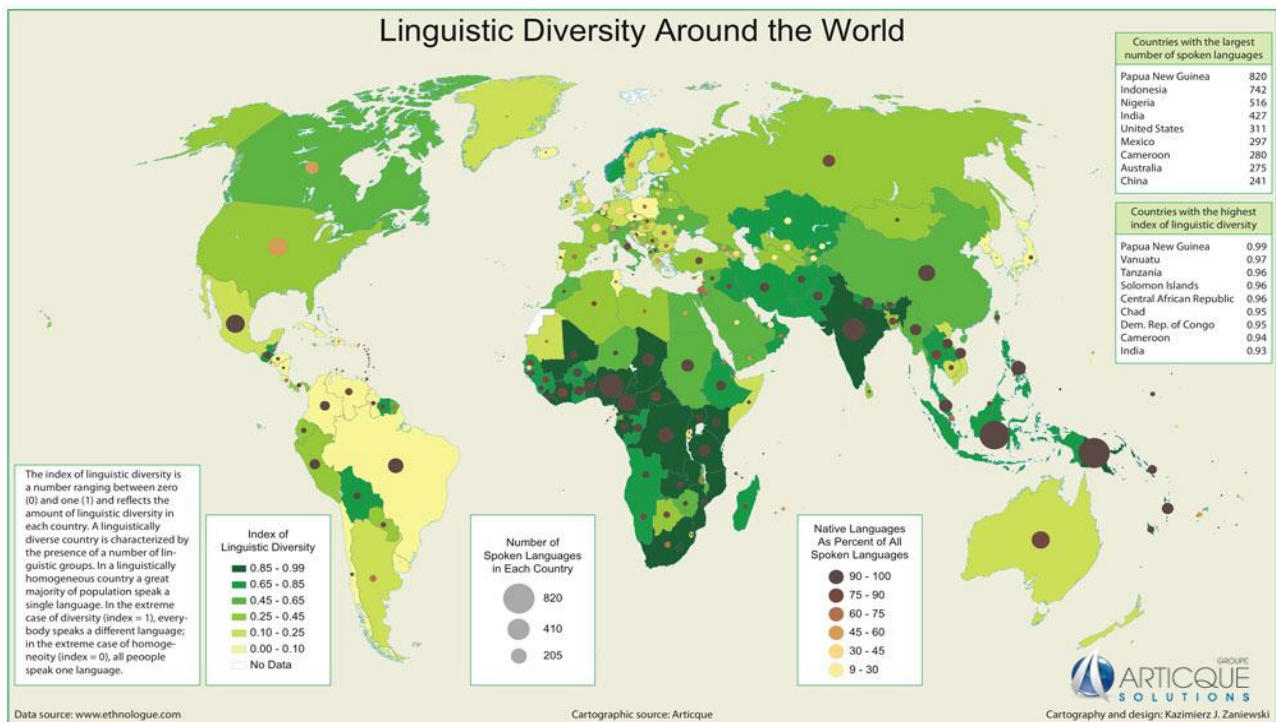 Linguistic Diversity Around the World
Countries with the largest
number of spoken languages
Papua New Guinea 820
Indonesia 742
Nigeria 516
India 427
United States 311
Mexico 297
Cameroon 280
Australia 275
China 241
Countries with the highest
index of linguistic diversity
Papua New Guinea 0.99
Vanuatu 0.97
Tanzania 0.96
Solomon Islands 0.96
Central African Republic 0.96
Chad 0.95
Dem. Rep. of Congo 0.95
Cameroon 0.94
India 0.93
The index of linguistic diversity is
a number ranging between zero
(0) and one (1) and reflects the
amount of linguistic diversity in
each country. A linguistically
diverse country is characterized by
the presence of a number of lin-
guistic groups. In a linguistically
homogeneous country a great
majority of population speak a
single language. In the extreme
case of diversity (index = 1), every-
body speaks a different language;
in the extreme case of homoge-
neity (index = 0), all peoople
speak one language.
Index of
Linguistic Diversity
0.85 - 0.99
0.65 - 0.85
0.45 - 0.65
0.25 - 0.45
0.10 - 0.25
0.00 - 0.10
No Data
Number of
Spoken Languages
in Each Country
820
410
205
Native Languages
As Percent of All
Spoken Languages
90 - 100
75 - 90
60 - 75
45 - 60
30 - 45
9 - 30
GROUPE
ARTICQUE
SOLUTIONS
Data source: www.ethnologue.com
Cartographic source: Articque
Cartography and design: Kazimierz J. Zaniewski